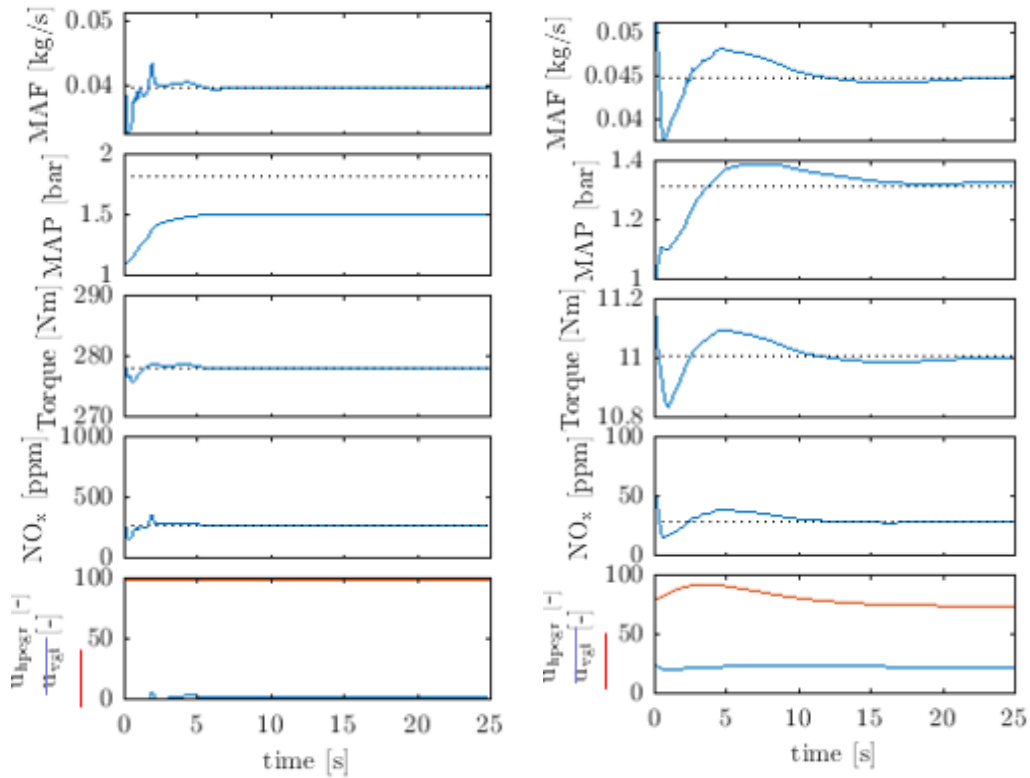 MAF [kg/s]
0.05
0.04
MAP [bar]
2
1.5
1
Torque [Nm]
290
280
270
NOx [ppm]
1000
500
0
uhpegr [-]
uvgt [-]
100
50
0
0 5 10 15 20 25
time [s]
MAF [kg/s]
0.05
0.045
0.04
MAP [bar]
1.4
1.2
1
Torque [Nm]
11.2
11
10.8
NOx [ppm]
100
50
0
uhpegr [-]
uvgt [-]
100
50
0
0 5 10 15 20 25
time [s]